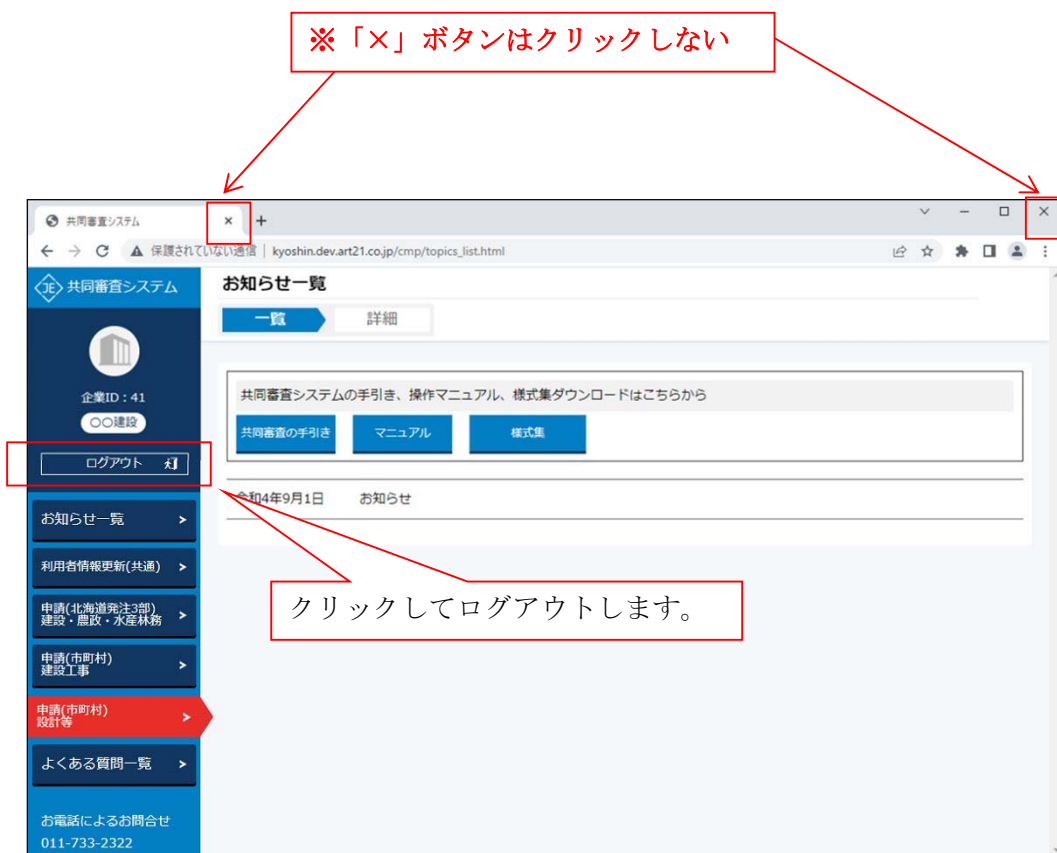 ※「×」ボタンはクリックしない
共同審査システム
保護されていない通信 | kyoshin.dev.art21.co.jp/cmp/topics_list.html
JE 共同審査システム
お知らせ一覧
一覧
詳細
企業ID:41
〇〇建設
ログアウト
共同審査システムの手引き、操作マニュアル、様式集ダウンロードはこちらから
共同審査の手引き
マニュアル
様式集
令和4年9月1日 お知らせ
クリックしてログアウトします。
お知らせ一覧
利用者情報更新(共通)
申請(北海道発注3部)
建設・農政・水産林務
申請(市町村)
建設工事
申請(市町村)
設計等
よくある質問一覧
お電話によるお問合せ
011-733-2322